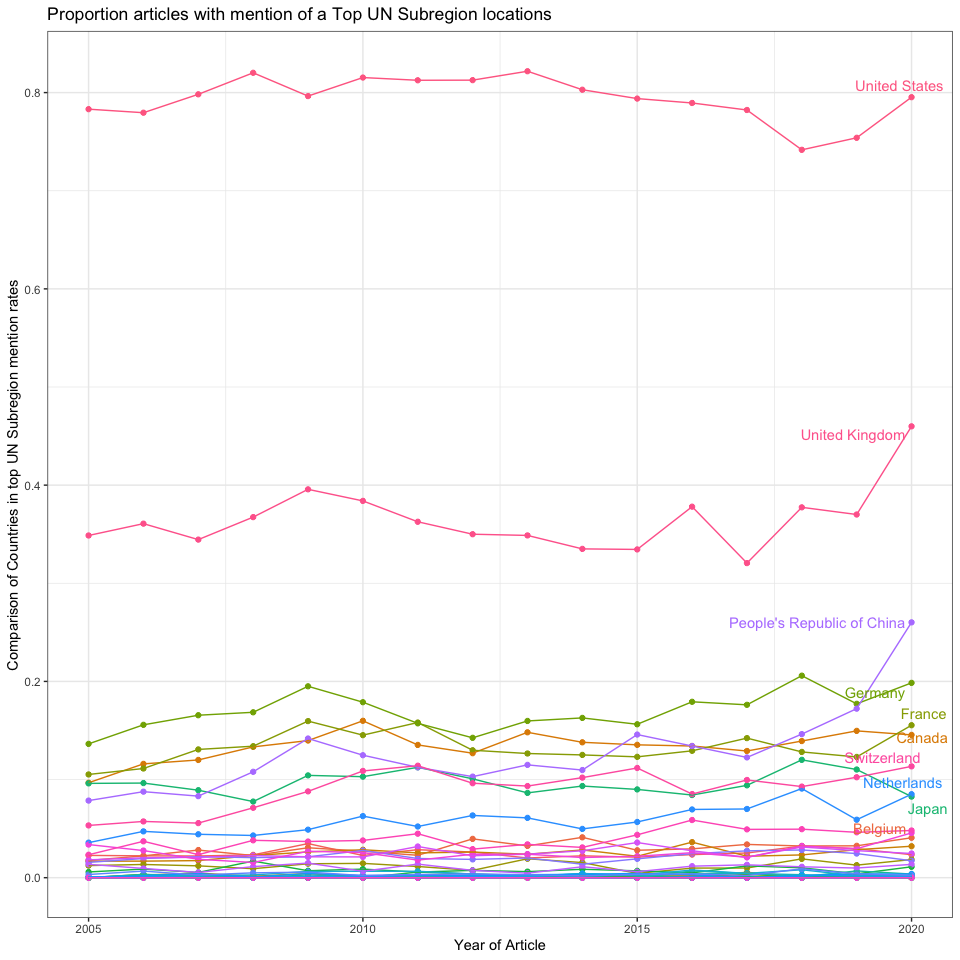 Proportion articles with mention of a Top UN Subregion locations
Comparison of Countries in top UN Subregion mention rates
0.8
0.6
0.4
0.2
0.0
United States
United Kingdom
People's Republic of China
Germany
France
Canada
Switzerland
Netherlands
Japan
Belgium
2005
2010
2015
2020
Year of Article